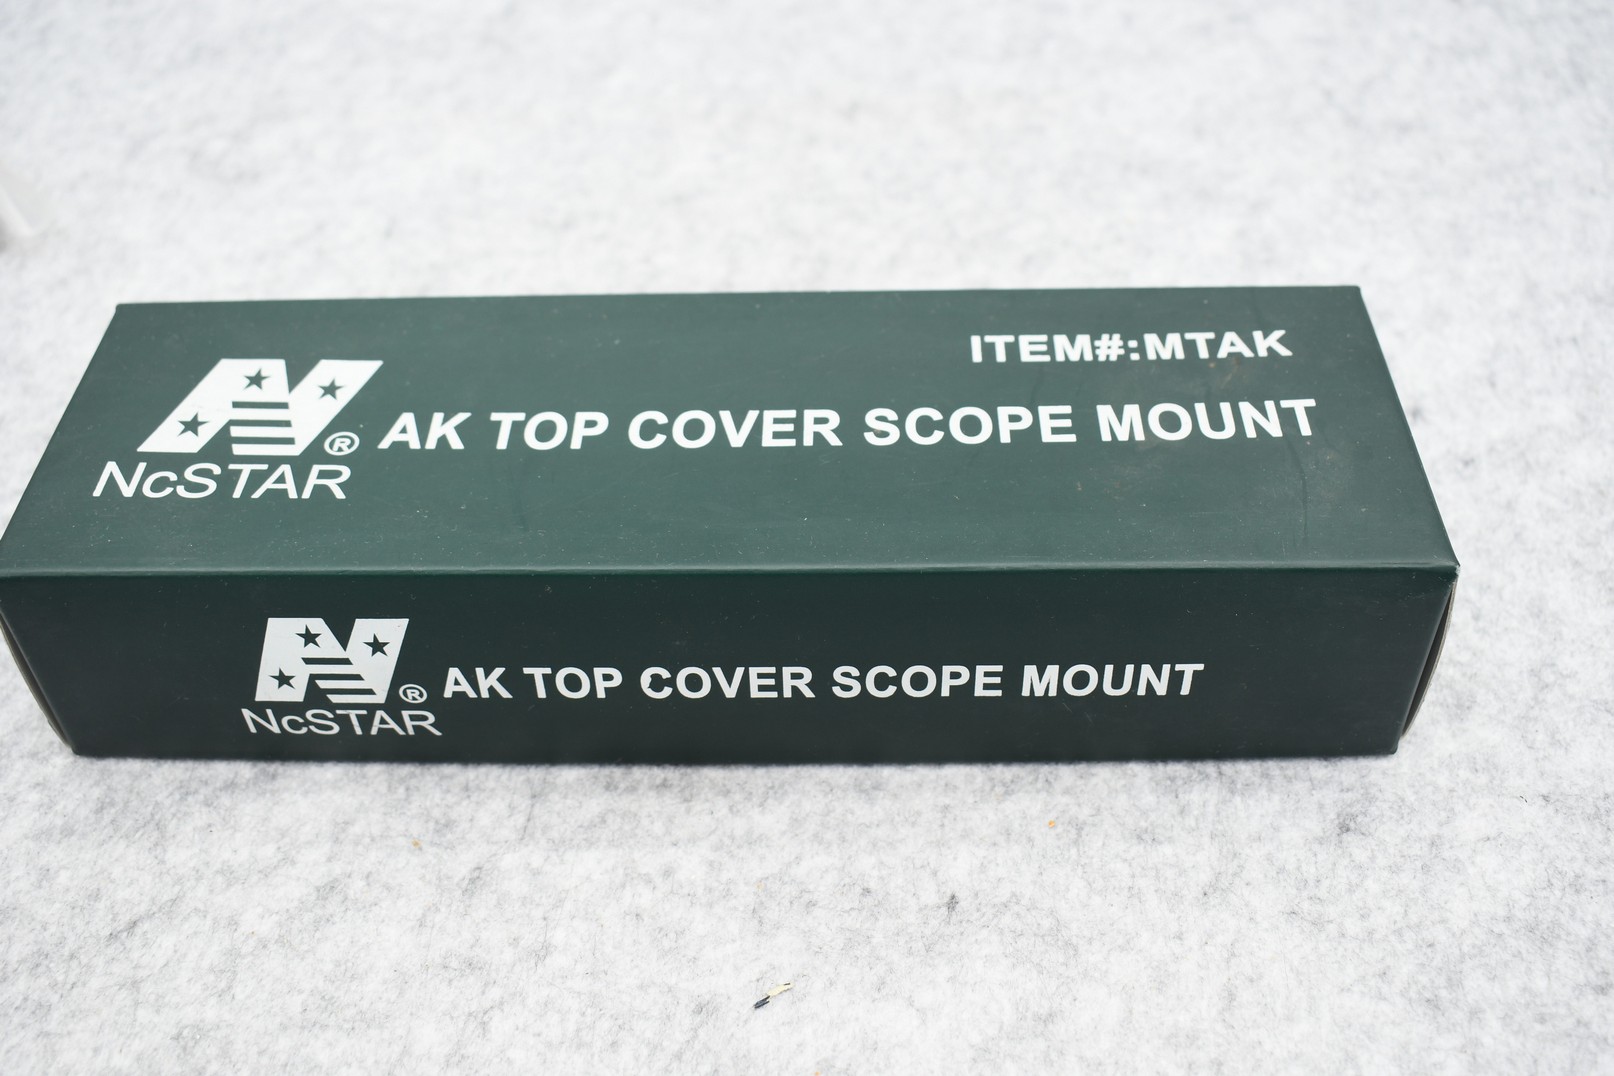 ITEM#:MTAK
AK TOP COVER SCOPE MOUNT
®
NcSTAR
AK TOP COVER SCOPE MOUNT
®
NcSTAR